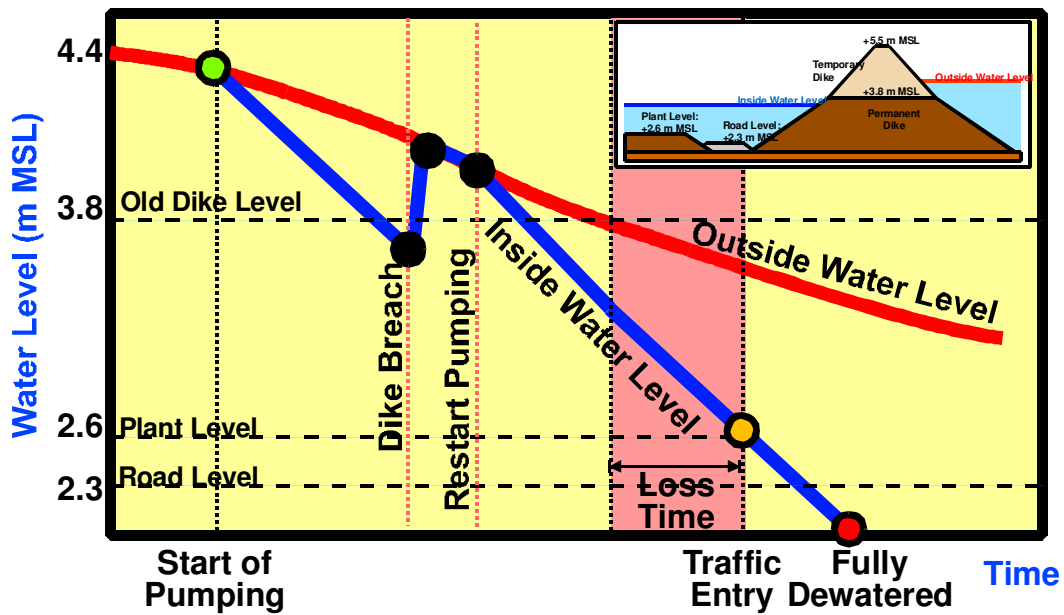 Water Level (m MSL)
4.4
3.8
2.6
2.3
Old Dike Level
Plant Level
Road Level
Dike Breach
Restart Pumping
Inside Water Level
Outside Water Level
Loss
Time
+5.5 m MSL
Temporary
Dike
Outside Water Level
+3.8 m MSL
Inside Water Level
Permanent
Dike
Plant Level:
+2.6 m MSL
Road Level:
+2.3 m MSL
Start of
Pumping
Traffic
Entry
Fully
Dewatered
Time